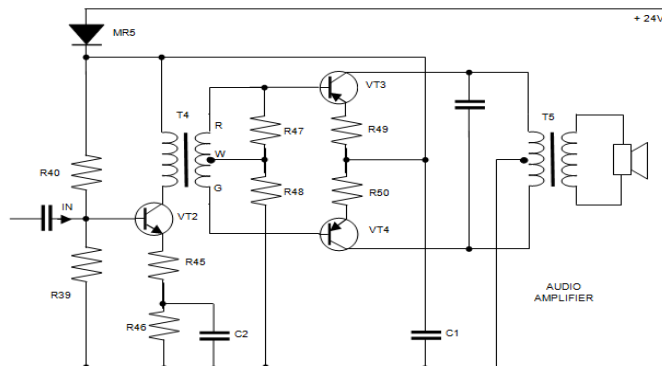 + 24V
MR5
T4
R
W
G
R47
R48
VT3
R49
R50
VT4
T5
R40
IN
VT2
R39
R45
R46
C2
C1
AUDIO
AMPLIFIER